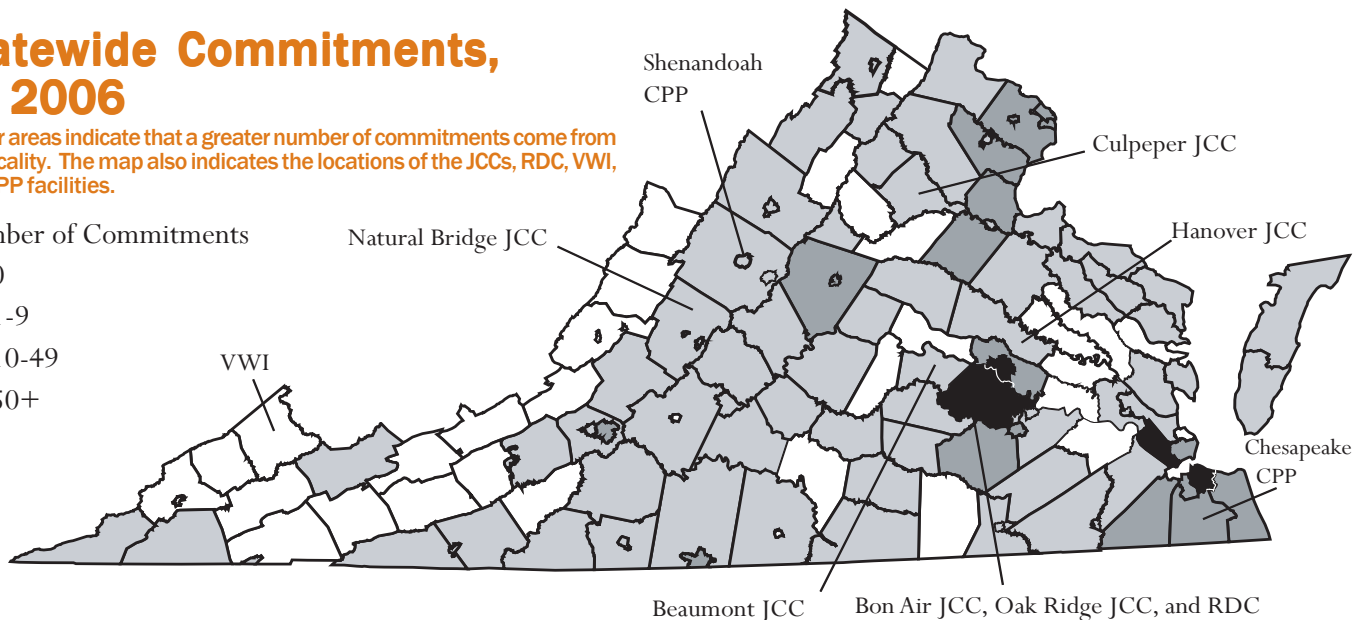 atewide Commitments,
2006
r areas indicate that a greater number of commitments come from
cality. The map also indicates the locations of the JCCs, RDC, VWI,
PP facilities.
nber of Commitments
0
-9
10-49
50+
Shenandoah
CPP
Culpeper JCC
Natural Bridge JCC
Hanover JCC
VWI
Chesapeake
CPP
Beaumont JCC
Bon Air JCC, Oak Ridge JCC, and RDC